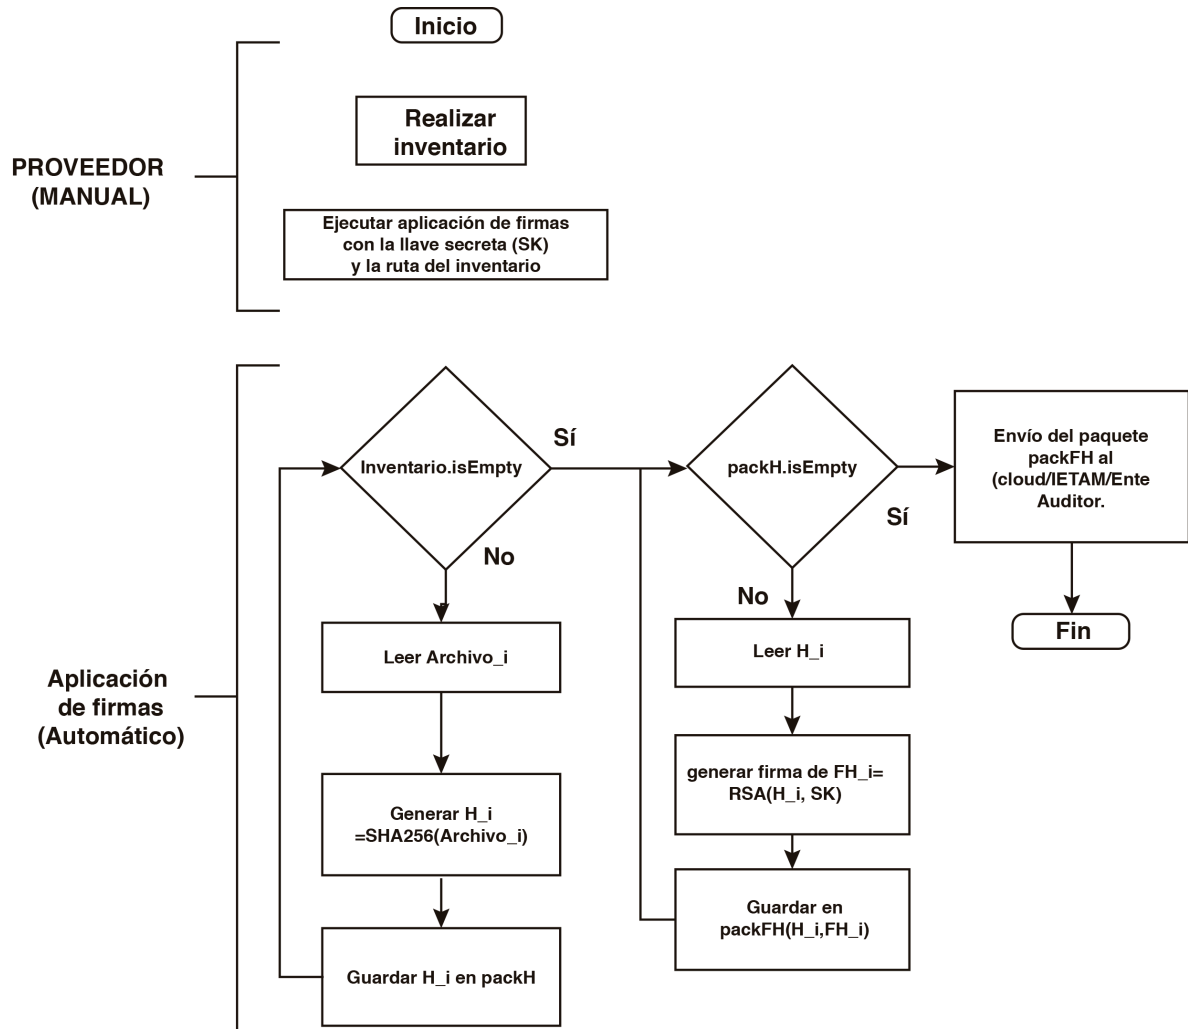 Inicio
Realizar
inventario
PROVEEDOR
(MANUAL)
Ejecutar aplicación de firmas
con la llave secreta (SK)
y la ruta del inventario
Inventario.isEmpty
Sí
No
packH.isEmpty
Sí
No
Envío del paquete
packFH al
(cloud/IETAM/Ente
Auditor.
Fin
Aplicación
de firmas
(Automático)
Leer Archivo_i
Generar H_i
=SHA256(Archivo_i)
Guardar H_i en packH
Leer H_i
generar firma de FH_i=
RSA(H_i, SK)
Guardar en
packFH(H_i,FH_i)